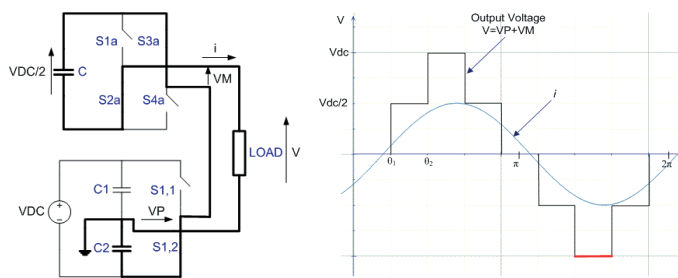 S1a
S3a
i
VDC/2
C
VM
S2a
S4a
LOAD
V
C1
S1,1
VDC
VP
C2
S1,2
V
Output Voltage
V=VP+VM
Vdc
Vdc/2
i
θ1
θ2
π
2π